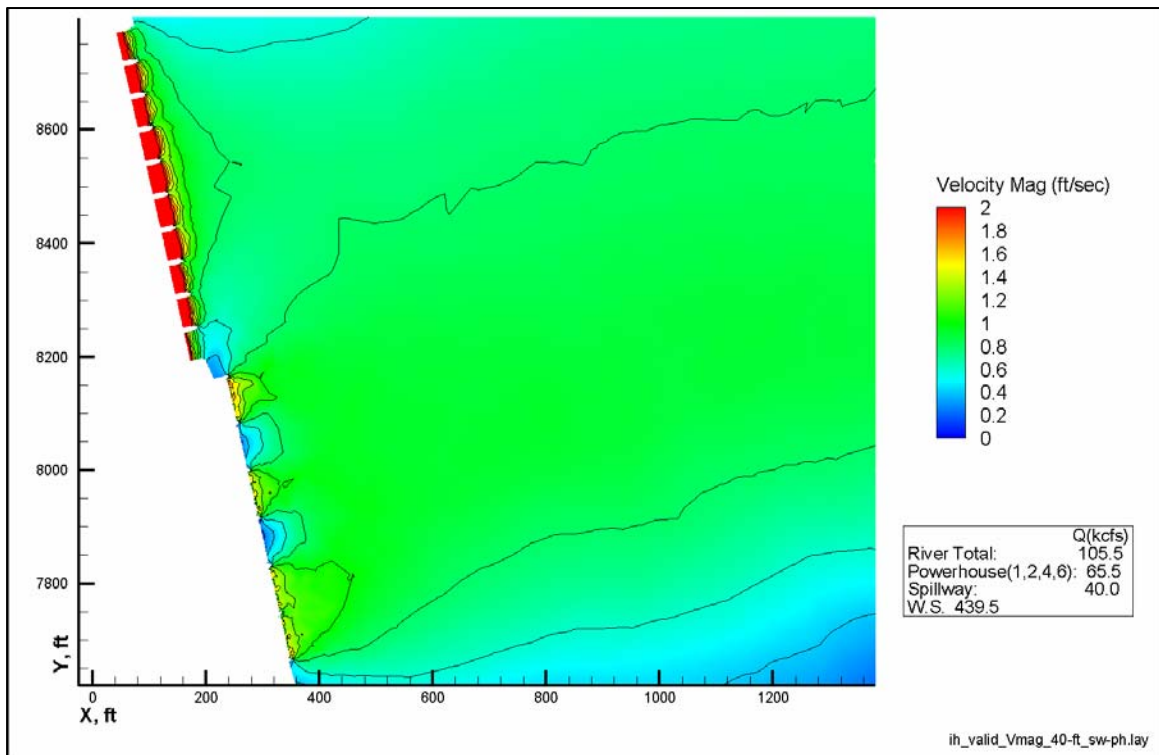 8600
8400
8200
8000
7800
Y, ft
0
200
400
600
800
1000
1200
X, ft
Velocity Mag (ft/sec)
2
1.8
1.6
1.4
1.2
1
0.8
0.6
0.4
0.2
0
Q(kcfs)
River Total: 105.5
Powerhouse(1,2,4,6): 65.5
Spillway: 40.0
W.S. 439.5
ih_valid_Vmag_40-ft_sw-ph.lay